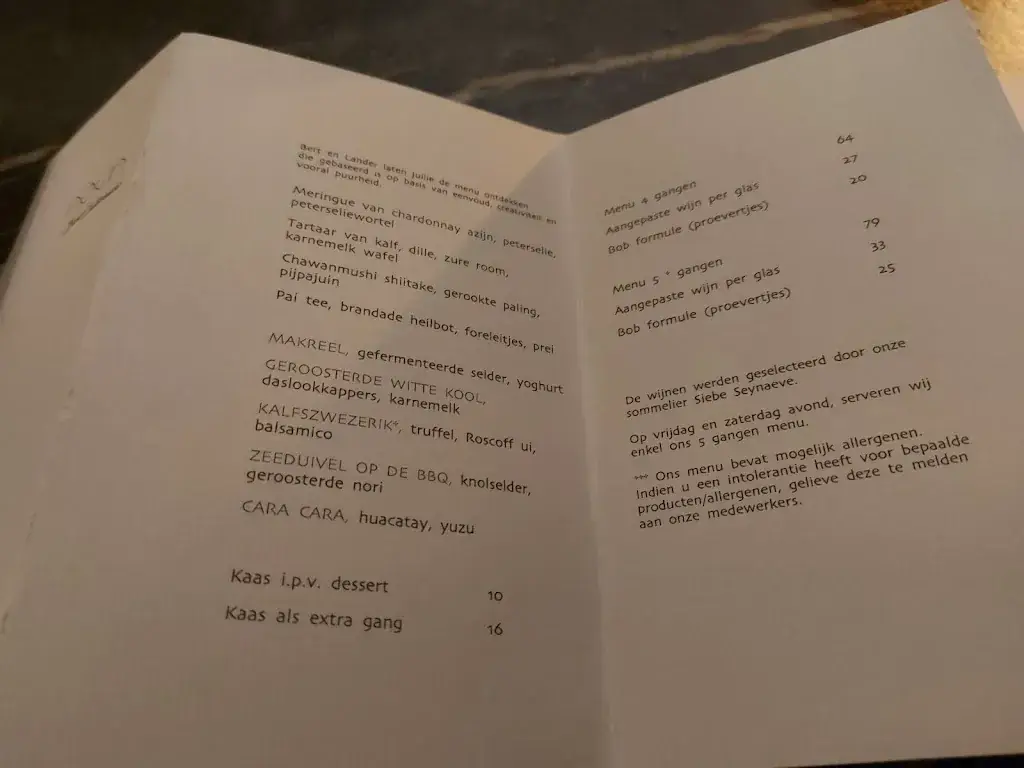 Bert en Lander laten jullie de menu ontdekken
die gebaseerd is op basis van eenvoud, creativiteit en
vooral puurheid.
Meringue van chardonnay azijn, peterselie,
peterseliewortel
Tartaar van kalf, dille, zure room,
karnemelk wafel
Chawanmushi shiitake, gerookte paling,
pijpajuin
Pai tee, brandade heilbot, foreleitjes, prei
MAKREEL, gefermenteerde selder, yoghurt
GEROOSTERDE WITTE KOOL,
daslookkappers, karnemelk
KALFSZWEZERIK*, truffel, Roscoff ui,
balsamico
ZEEDUIVEL OP DE BBQ, knolselder,
geroosterde nori
CARA CARA, huacatay, yuzu
Kaas i.p.v. dessert 10
Kaas als extra gang 16
Menu 4 gangen 64
Aangepaste wijn per glas 27
Bob formule (proevertjes) 20
Menu 5 * gangen 79
Aangepaste wijn per glas 33
Bob formule (proevertjes) 25
De wijnen werden geselecteerd door onze
sommelier Siebe Seynaeve.
Op vrijdag en zaterdag avond, serveren wij
enkel ons 5 gangen menu.
*** Ons menu bevat mogelijk allergenen.
Indien u een intolerantie heeft voor bepaalde
producten/allergenen, gelieve deze te melden
aan onze medewerkers.